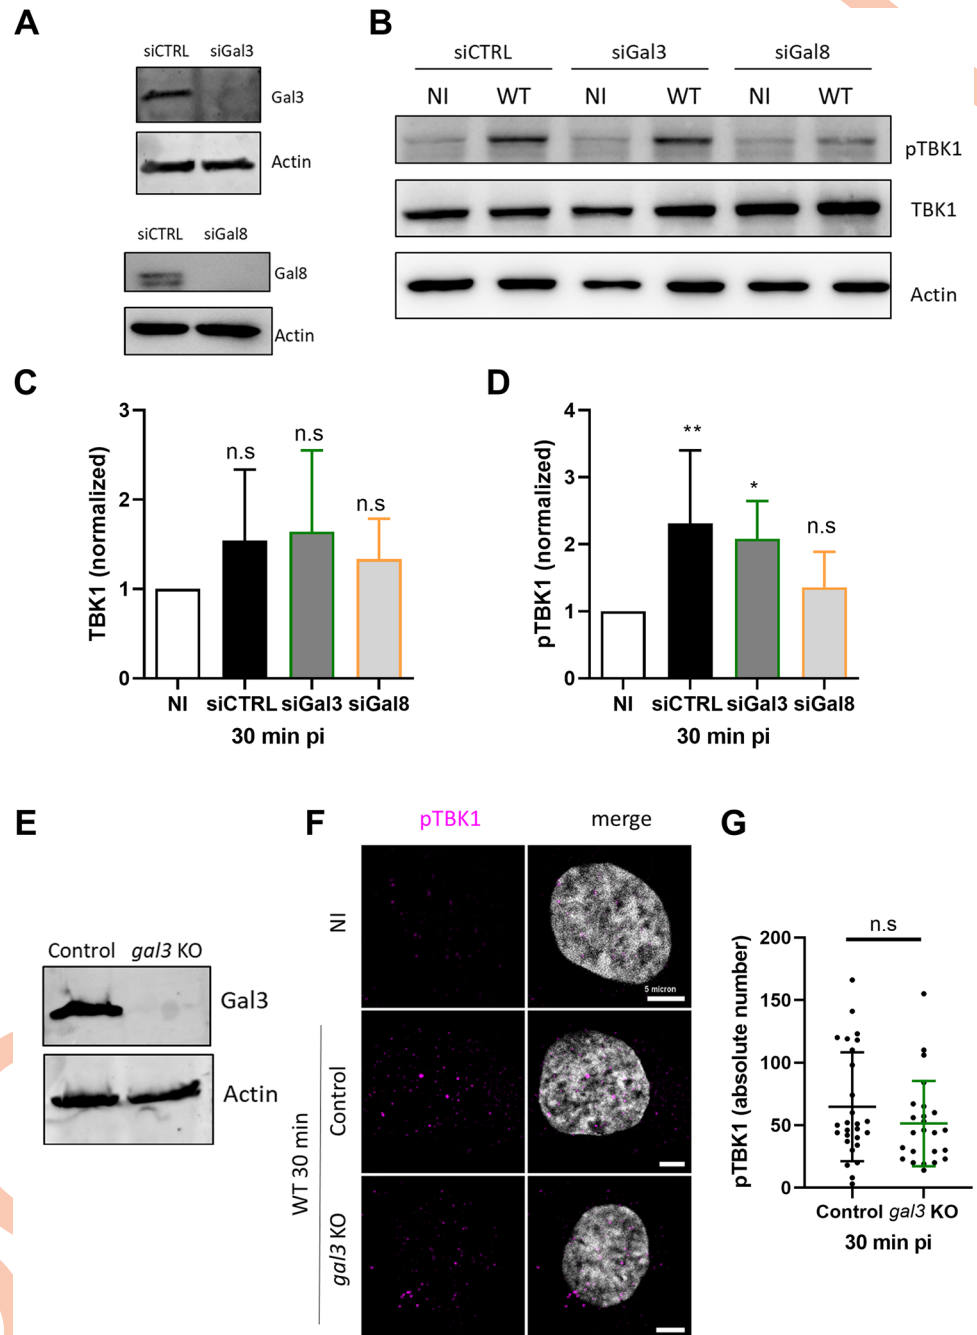 A
siCTRL siGal3
Gal3
Actin
siCTRL siGal8
Gal8
Actin
B
siCTRL siGal3 siGal8
NI WT NI WT NI WT
pTBK1
TBK1
Actin
C
TBK1 (normalized)
3
2
1
0
n.s
n.s
n.s
NI siCTRL siGal3 siGal8
30 min pi
D
pTBK1 (normalized)
4
3
2
1
0
**
*
n.s
NI siCTRL siGal3 siGal8
30 min pi
E
Control gal3 KO
Gal3
Actin
F
pTBK1 merge
NI
5 micron
WT 30 min
Control
gal3 KO
G
n.s
pTBK1 (absolute number)
200
150
100
50
0
Control gal3 KO
30 min pi